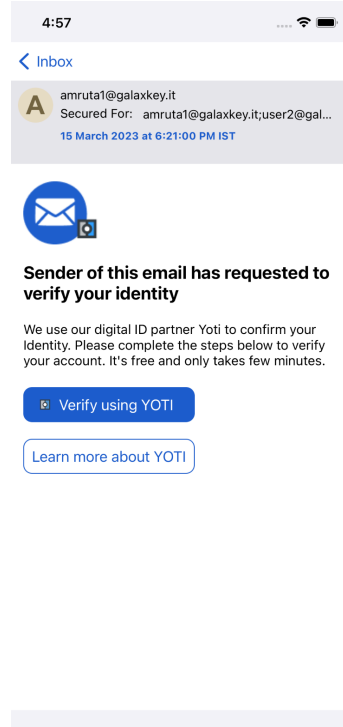 4:57
Inbox
A
amruta1@galaxkey.it
Secured For: amruta1@galaxkey.it;user2@gal...
15 March 2023 at 6:21:00 PM IST
Sender of this email has requested to
verify your identity
We use our digital ID partner Yoti to confirm your
Identity. Please complete the steps below to verify
your account. It's free and only takes few minutes.
Verify using YOTI
Learn more about YOTI